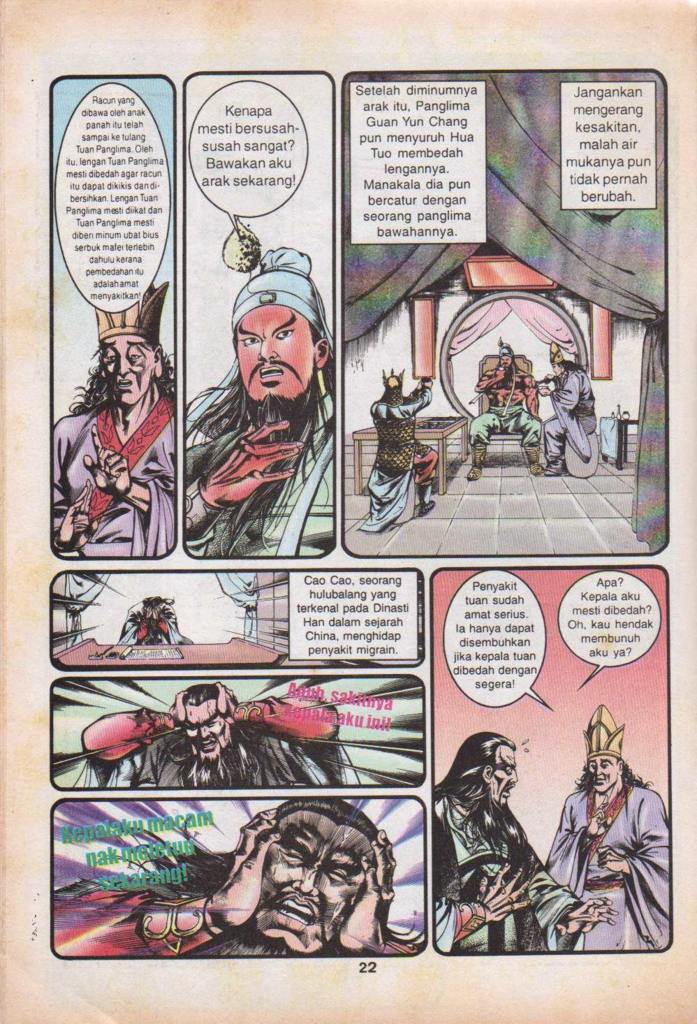 Racun yang
dibawa oleh anak
panah itu telah
sampai ke tulang
Tuan Panglima. Oleh
itu, lengan Tuan Panglima
mesti dibedah agar racun
itu dapat dikikis dan di-
bersihkan. Lengan Tuan
Panglima mesti diikat dan
Tuan Panglima mesti
diberi minum ubat bius
serbuk mafei terlebih
dahulu kerana
pembedahan itu
adalah amat
menyakitkan!
Kenapa
mesti bersusah-
susah sangat?
Bawakan aku
arak sekarang!
Setelah diminumnya
arak itu, Panglima
Guan Yun Chang
pun menyuruh Hua
Tuo membedah
lengannya.
Manakala dia pun
bercatur dengan
seorang panglima
bawahannya.
Jangankan
mengerang
kesakitan,
malah air
mukanya pun
tidak pernah
berubah.
Cao Cao, seorang
hulubalang yang
terkenal pada Dinasti
Han dalam sejarah
China, menghidap
penyakit migrain.
Aduh, sakitnya
kepala aku ini!
Kepalaku macam
nak meletup
sekarang!
Penyakit
tuan sudah
amat serius.
Ia hanya dapat
disembuhkan
jika kepala tuan
dibedah dengan
segera!
Apa?
Kepala aku
mesti dibedah?
Oh, kau hendak
membunuh
aku ya?
22